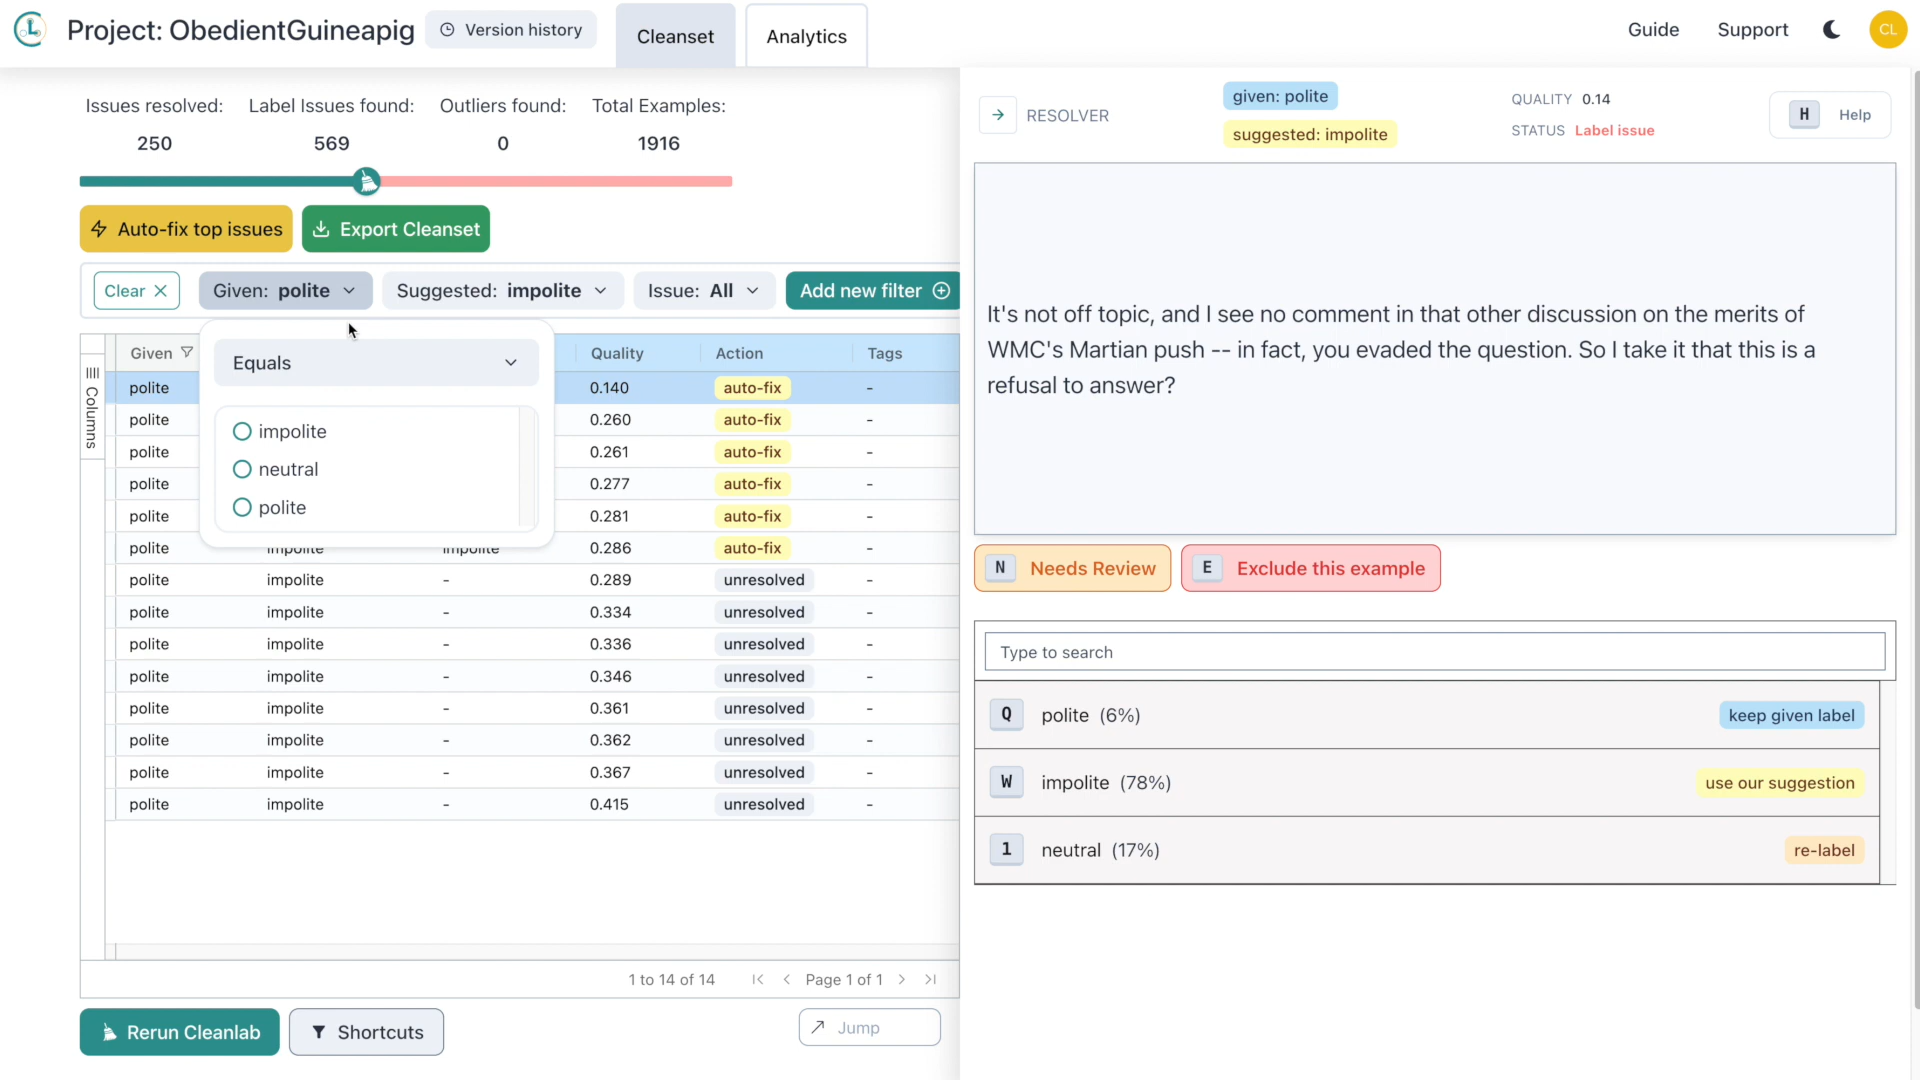 Project: ObedientGuineapig
Version history
Cleanset
Analytics
Guide
Support
CL
Issues resolved:
Label Issues found:
Outliers found:
Total Examples:
250
569
0
1916
Auto-fix top issues
Export Cleanset
Clear
Given: polite
Suggested: impolite
Issue: All
Add new filter
Columns
Given
Quality
Action
Tags
Equals
impolite
neutral
polite
polite 0.140 auto-fix -
polite 0.260 auto-fix -
polite 0.261 auto-fix -
polite 0.277 auto-fix -
polite 0.281 auto-fix -
polite impolite impolite 0.286 auto-fix -
polite impolite - 0.289 unresolved -
polite impolite - 0.334 unresolved -
polite impolite - 0.336 unresolved -
polite impolite - 0.346 unresolved -
polite impolite - 0.361 unresolved -
polite impolite - 0.362 unresolved -
polite impolite - 0.367 unresolved -
polite impolite - 0.415 unresolved -
1 to 14 of 14
Page 1 of 1
Rerun Cleanlab
Shortcuts
Jump
RESOLVER
given: polite
suggested: impolite
QUALITY 0.14
STATUS Label issue
H Help
It's not off topic, and I see no comment in that other discussion on the merits of
WMC's Martian push -- in fact, you evaded the question. So I take it that this is a
refusal to answer?
N Needs Review
E Exclude this example
Type to search
Q polite (6%) keep given label
W impolite (78%) use our suggestion
1 neutral (17%) re-label